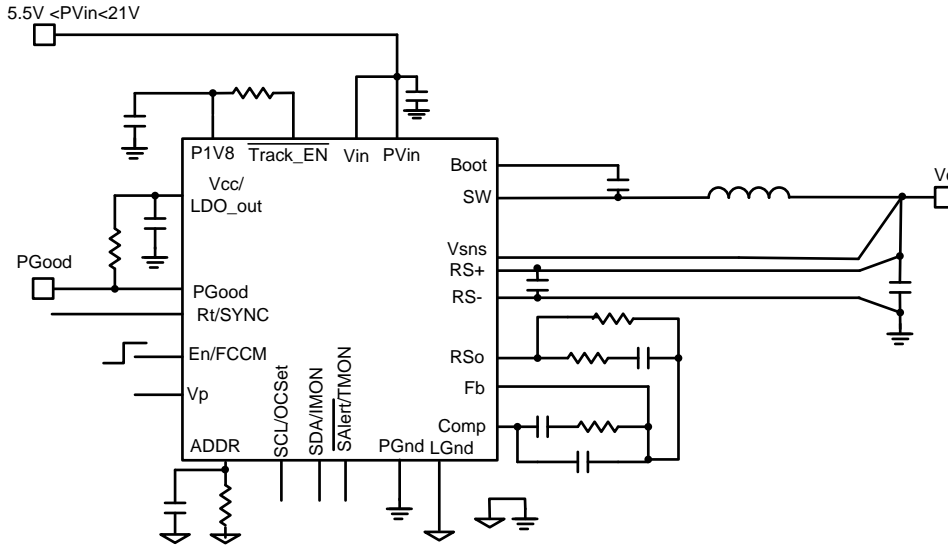 5.5V <PVin<21V
P1V8
Track_EN
Vin
PVin
Boot
Vcc/
LDO_out
SW
Vsns
RS+
PGood
PGood
RS-
Rt/SYNC
En/FCCM
RSo
Fb
Vp
SCL/OCSet
SDA/IMON
SAlert/TMON
Comp
ADDR
PGnd
LGnd